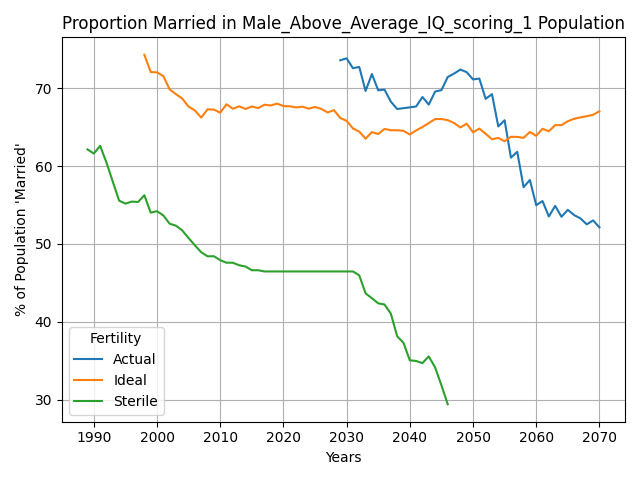 Proportion Married in Male_Above_Average_IQ_scoring_1 Population
% of Population 'Married'
70
60
50
40
30
Fertility
Actual
Ideal
Sterile
1990 2000 2010 2020 2030 2040 2050 2060 2070
Years